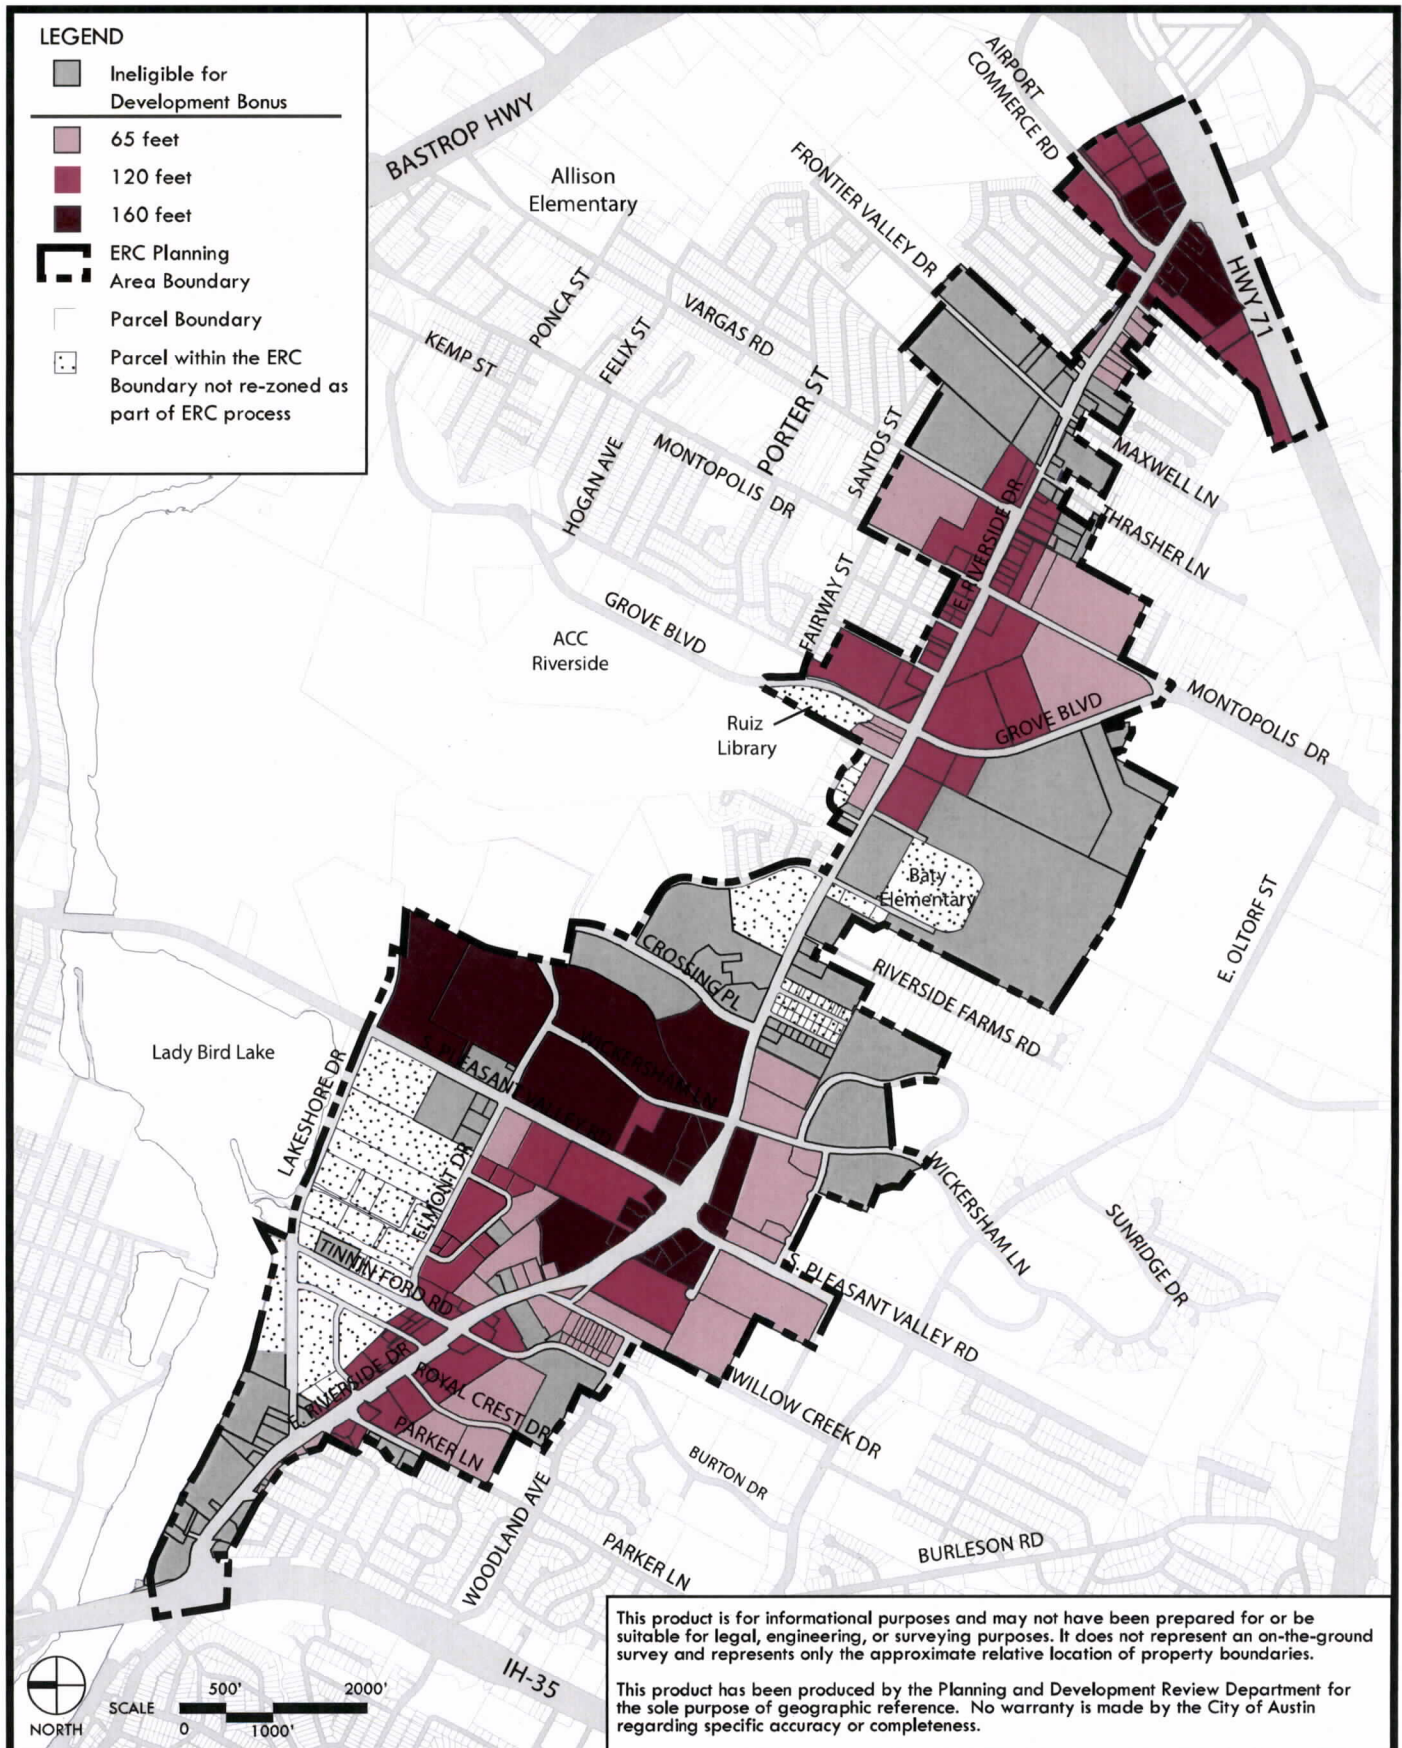 LEGEND
Ineligible for
Development Bonus
65 feet
120 feet
160 feet
ERC Planning
Area Boundary
Parcel Boundary
Parcel within the ERC
Boundary not re-zoned as
part of ERC process
BASTROP HWY
AIRPORT
COMMERCE RD
Allison
Elementary
FRONTIER VALLEY DR
HWY 71
PONCA ST
VARGAS RD
KEMP ST
FELIX ST
PORTER ST
SANTOS ST
HOGAN AVE
MONTOPOLIS DR
MAXWELL LN
E. RIVERSIDE DR
THRASHER LN
FAIRWAY ST
GROVE BLVD
ACC
Riverside
MONTOPOLIS DR
GROVE BLVD
Ruiz
Library
Baty
Elementary
E. OLTORF ST
CROSSING PL
RIVERSIDE FARMS RD
Lady Bird Lake
LAKESHORE DR
S. PLEASANT
VALLEY RD
WICKERSHAM LN
ELMONT DR
WICKERSHAM LN
SUNRIDGE DR
TINNIN FORD RD
S. PLEASANT VALLEY RD
E. RIVERSIDE DR
ROYAL CREST DR
WILLOW CREEK DR
PARKER LN
BURTON DR
WOODLAND AVE
PARKER LN
BURLESON RD
IH-35
NORTH
SCALE
500'
2000'
0
1000'
This product is for informational purposes and may not have been prepared for or be
suitable for legal, engineering, or surveying purposes. It does not represent an on-the-ground
survey and represents only the approximate relative location of property boundaries.
This product has been produced by the Planning and Development Review Department for
the sole purpose of geographic reference. No warranty is made by the City of Austin
regarding specific accuracy or completeness.